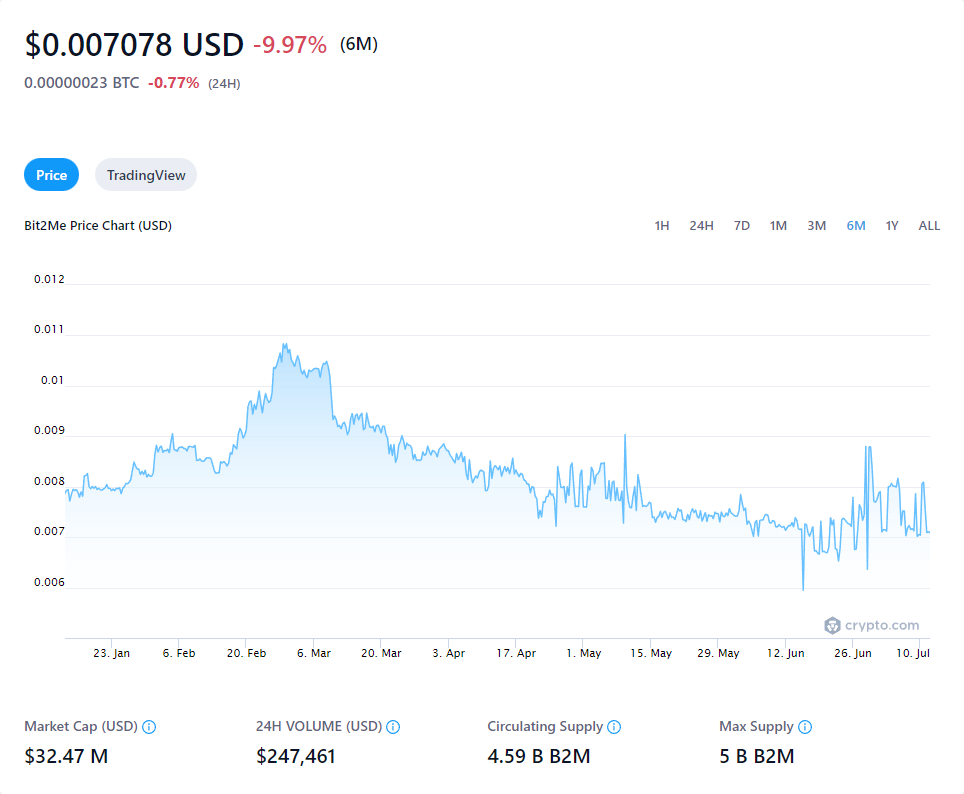 $0.007078 USD -9.97% (6M)
0.00000023 BTC -0.77% (24H)
Price TradingView
Bit2Me Price Chart (USD) 1H 24H 7D 1M 3M 6M 1Y ALL
0.012
0.011
0.01
0.009
0.008
0.007
0.006
crypto.com
23. Jan 6. Feb 20. Feb 6. Mar 20. Mar 3. Apr 17. Apr 1. May 15. May 29. May 12. Jun 26. Jun 10. Jul
Market Cap (USD) 24H VOLUME (USD) Circulating Supply Max Supply
$32.47 M $247,461 4.59 B B2M 5 B B2M